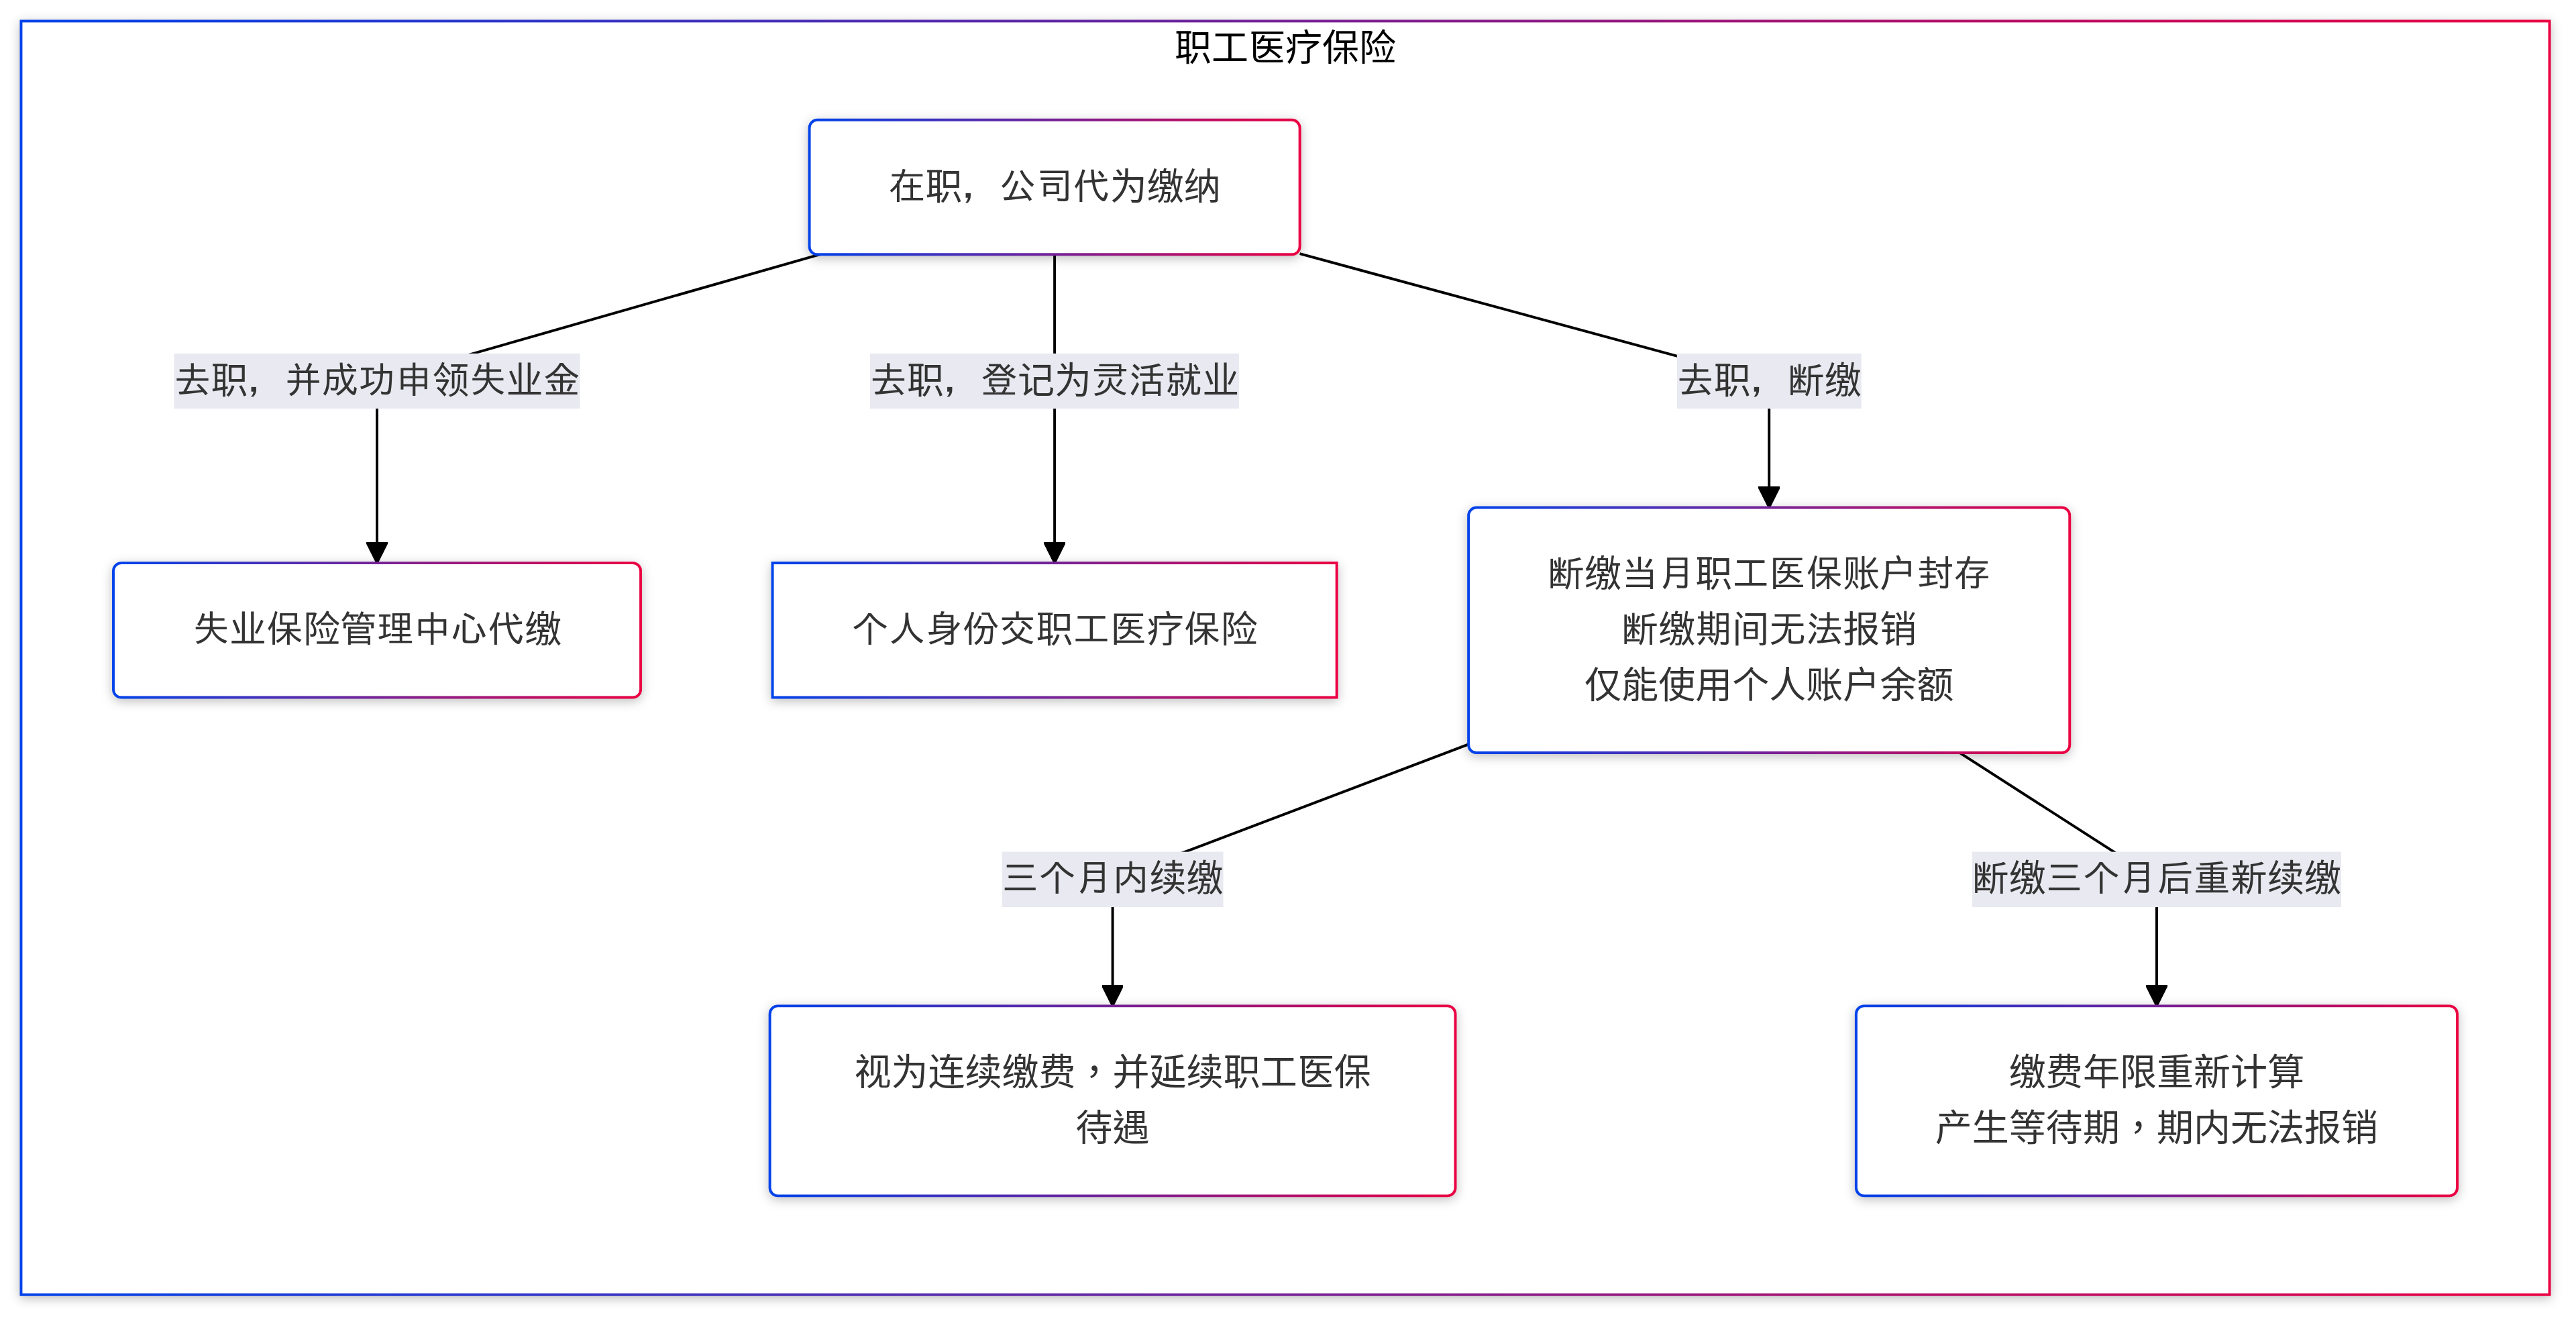 职工医疗保险
在职，公司代为缴纳
去职，并成功申领失业金
去职，登记为灵活就业
去职，断缴
失业保险管理中心代缴
个人身份交职工医疗保险
断缴当月职工医保账户封存
断缴期间无法报销
仅能使用个人账户余额
三个月内续缴
断缴三个月后重新续缴
视为连续缴费，并延续职工医保
待遇
缴费年限重新计算
产生等待期，期内无法报销